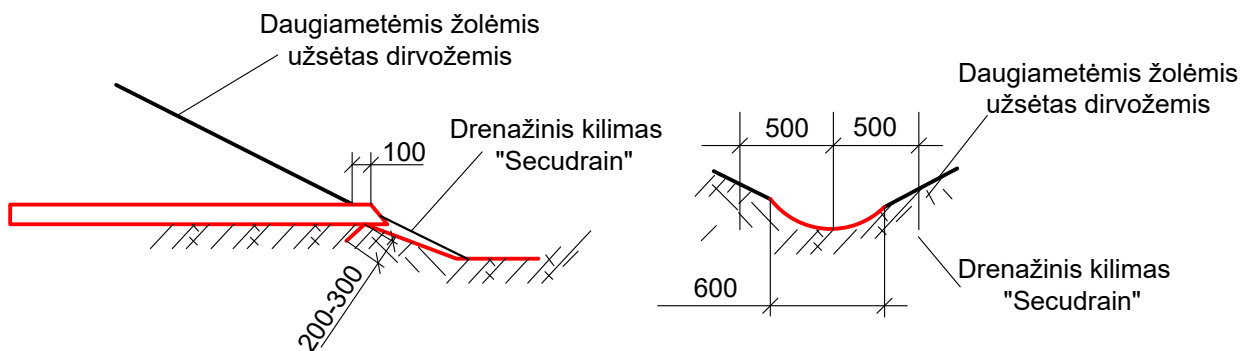 Daugiametėmis žolėmis
užsėtas dirvožemis
Drenažinis kilimas
"Secudrain"
100
200-300
Daugiametėmis žolėmis
užsėtas dirvožemis
500
500
600
Drenažinis kilimas
"Secudrain"